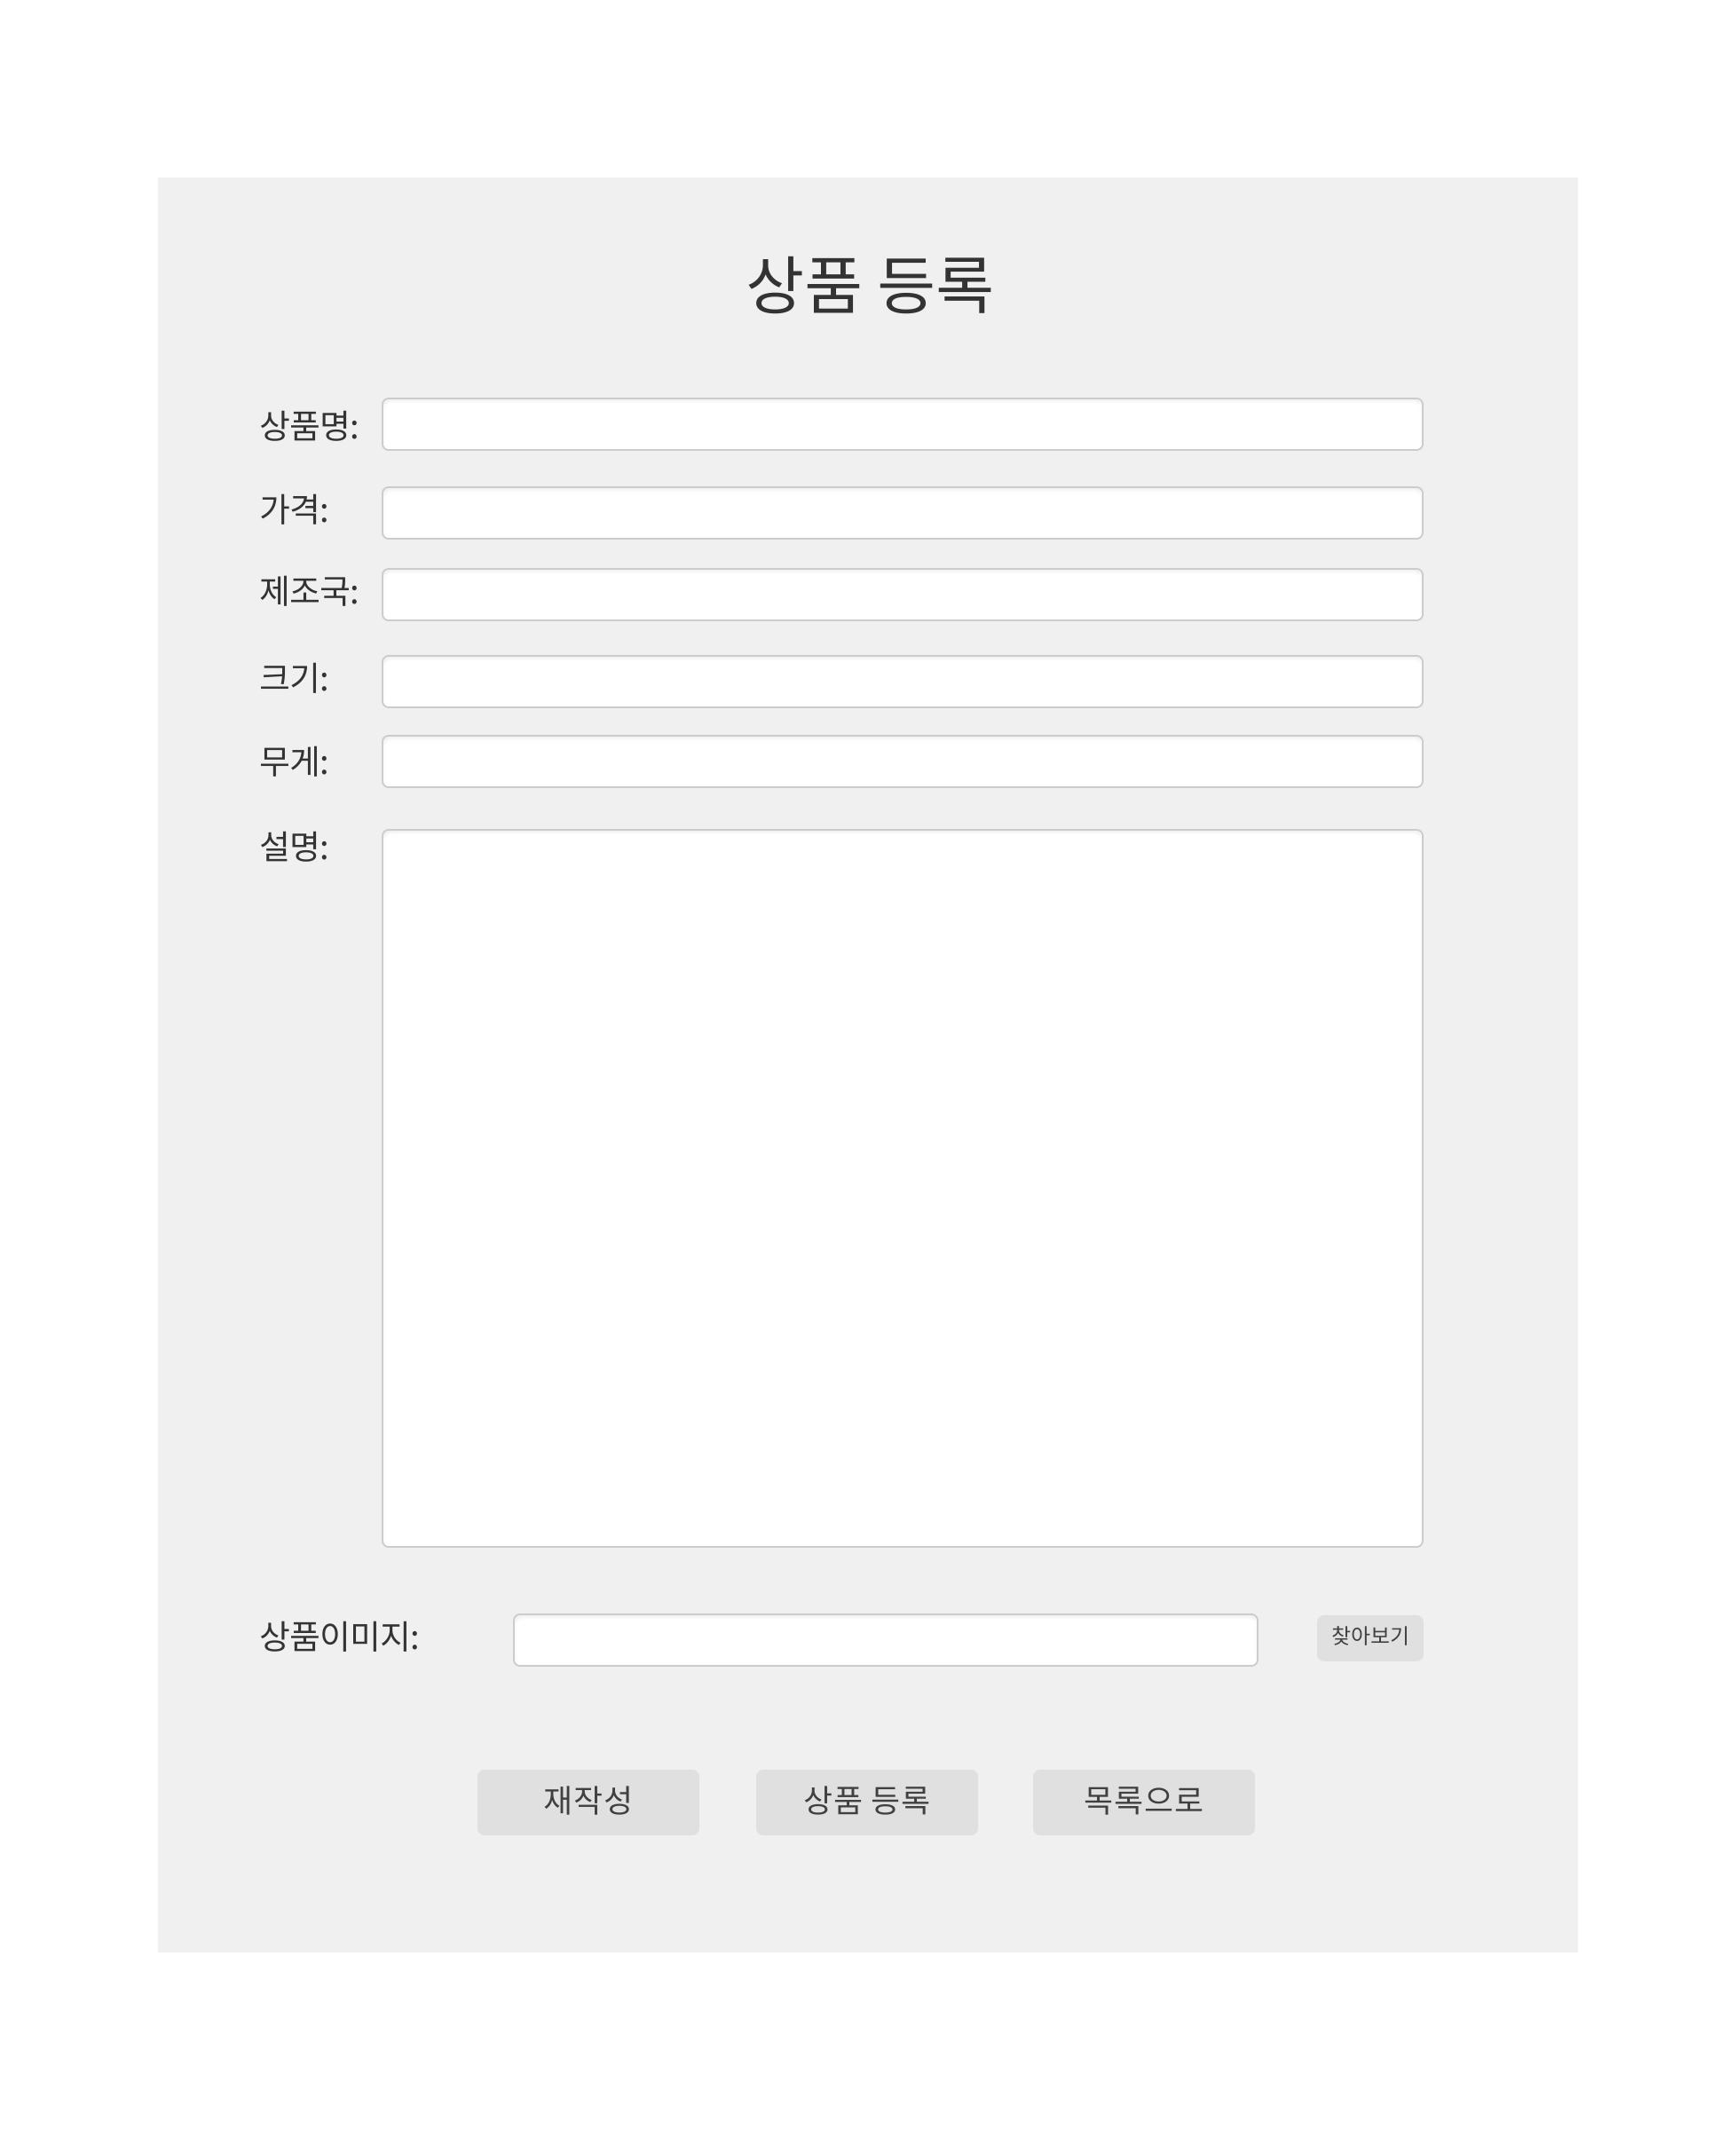 상품 등록
상품명:
가격:
제조국:
크기:
무게:
설명:
상품이미지:
찾아보기
재작성
상품 등록
목록으로